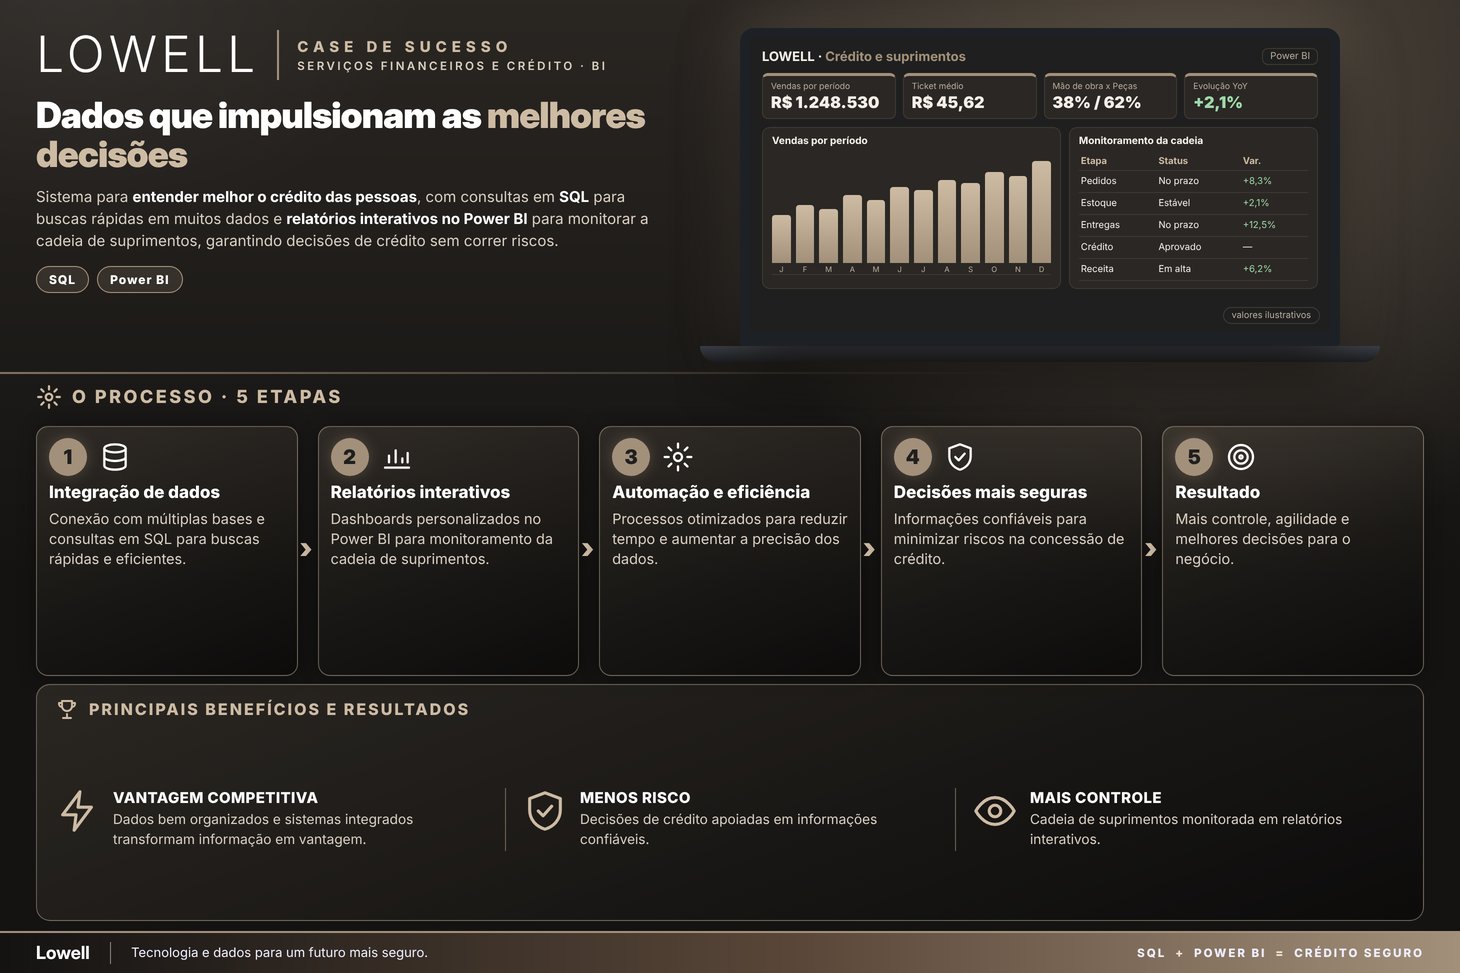 LOWELL
CASE DE SUCESSO
SERVIÇOS FINANCEIROS E CRÉDITO · BI
Dados que impulsionam as melhores
decisões
Sistema para entender melhor o crédito das pessoas, com consultas em SQL para
buscas rápidas em muitos dados e relatórios interativos no Power BI para monitorar a
cadeia de suprimentos, garantindo decisões de crédito sem correr riscos.
SQL
Power BI
LOWELL · Crédito e suprimentos
Power BI
Vendas por período
R$ 1.248.530
Ticket médio
R$ 45,62
Mão de obra x Peças
38% / 62%
Evolução YoY
+2,1%
Vendas por período
J F M A M J J A S O N D
Monitoramento da cadeia
Etapa Status Var.
Pedidos No prazo +8,3%
Estoque Estável +2,1%
Entregas No prazo +12,5%
Crédito Aprovado —
Receita Em alta +6,2%
valores ilustrativos
O PROCESSO · 5 ETAPAS
1
Integração de dados
Conexão com múltiplas bases e
consultas em SQL para buscas
rápidas e eficientes.
›
2
Relatórios interativos
Dashboards personalizados no
Power BI para monitoramento da
cadeia de suprimentos.
›
3
Automação e eficiência
Processos otimizados para reduzir
tempo e aumentar a precisão dos
dados.
›
4
Decisões mais seguras
Informações confiáveis para
minimizar riscos na concessão de
crédito.
›
5
Resultado
Mais controle, agilidade e
melhores decisões para o
negócio.
PRINCIPAIS BENEFÍCIOS E RESULTADOS
VANTAGEM COMPETITIVA
Dados bem organizados e sistemas integrados
transformam informação em vantagem.
MENOS RISCO
Decisões de crédito apoiadas em informações
confiáveis.
MAIS CONTROLE
Cadeia de suprimentos monitorada em relatórios
interativos.
Lowell
Tecnologia e dados para um futuro mais seguro.
SQL + POWER BI = CRÉDITO SEGURO